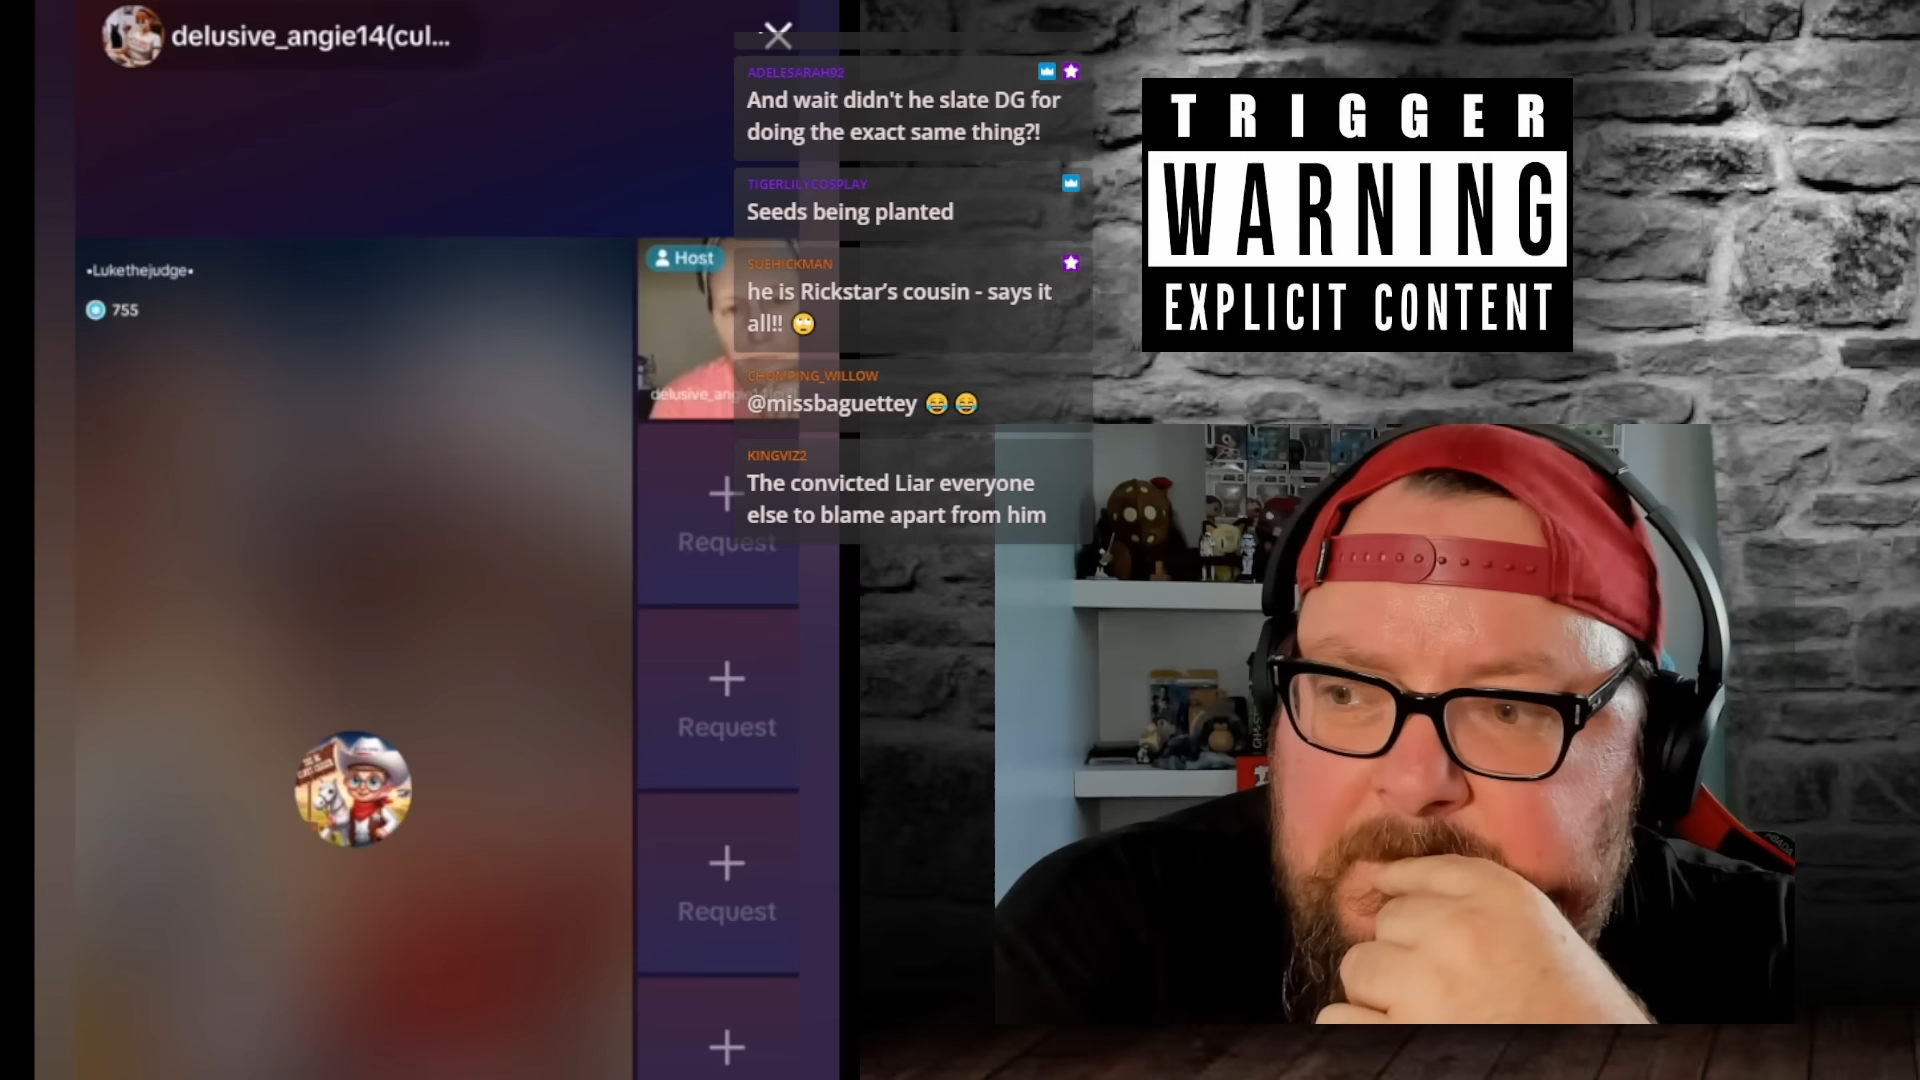 delusive_angie14(cul...
ADELESARAH92
And wait didn't he slate DG for
doing the exact same thing?!
TIGERLILYCOSPLAY
Seeds being planted
SUEHICKMAN
he is Rickstar’s cousin - says it
all!! 🙄
CHOMPING_WILLOW
@missbaguettey 😂 😂
KINGVIZ2
The convicted Liar everyone
else to blame apart from him
•Lukethejudge•
755
Host
delusive_angi
Request
Request
Request
TRIGGER
WARNING
EXPLICIT CONTENT